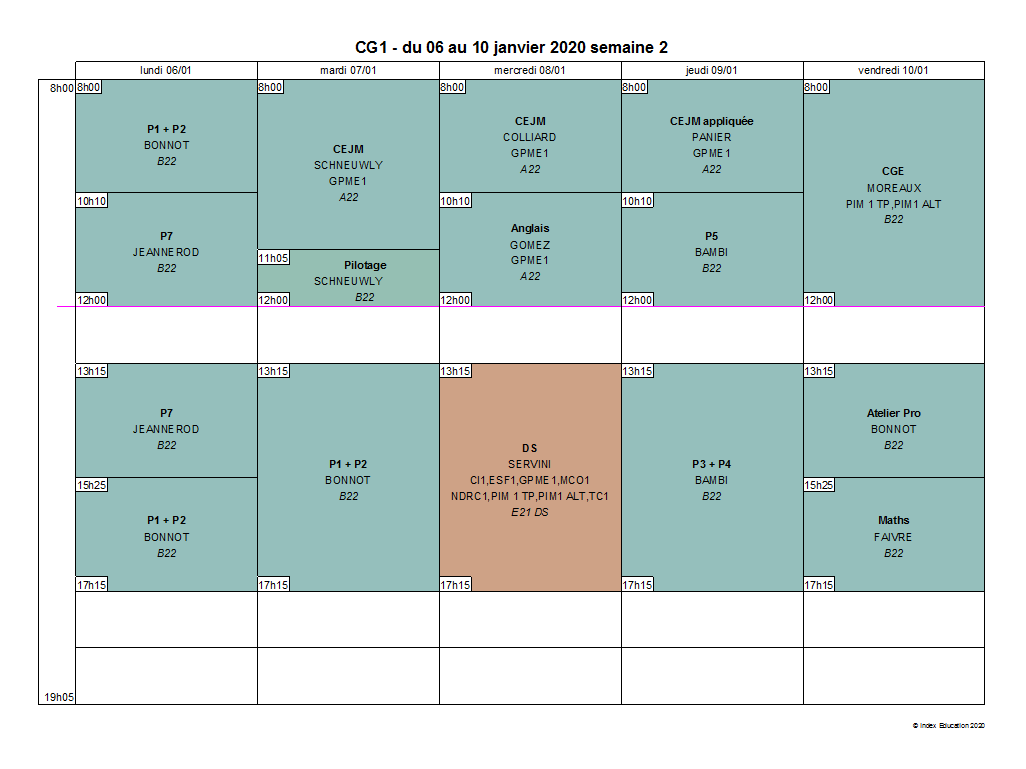 CG1 - du 06 au 10 janvier 2020 semaine 2
lundi 06/01
mardi 07/01
mercredi 08/01
jeudi 09/01
vendredi 10/01
8h00
8h00
P1 + P2
BONNOT
B22
10h10
P7
JEANNEROD
B22
12h00
13h15
P7
JEANNEROD
B22
15h25
P1 + P2
BONNOT
B22
17h15
8h00
CEJM
SCHNEUWLY
GPME1
A22
11h05
Pilotage
SCHNEUWLY
B22
12h00
13h15
P1 + P2
BONNOT
B22
17h15
8h00
CEJM
COLLIARD
GPME1
A22
10h10
Anglais
GOMEZ
GPME1
A22
12h00
13h15
DS
SERVINI
CI1,ESF1,GPME1,MCO1
NDRC1,PIM 1 TP,PIM1 ALT,TC1
E21 DS
17h15
8h00
CEJM appliquée
PANIER
GPME1
A22
10h10
P5
BAMBI
B22
12h00
13h15
P3 + P4
BAMBI
B22
17h15
8h00
CGE
MOREAUX
PIM 1 TP,PIM1 ALT
B22
12h00
13h15
Atelier Pro
BONNOT
B22
15h25
Maths
FAIVRE
B22
17h15
19h05
© Index Education 2020